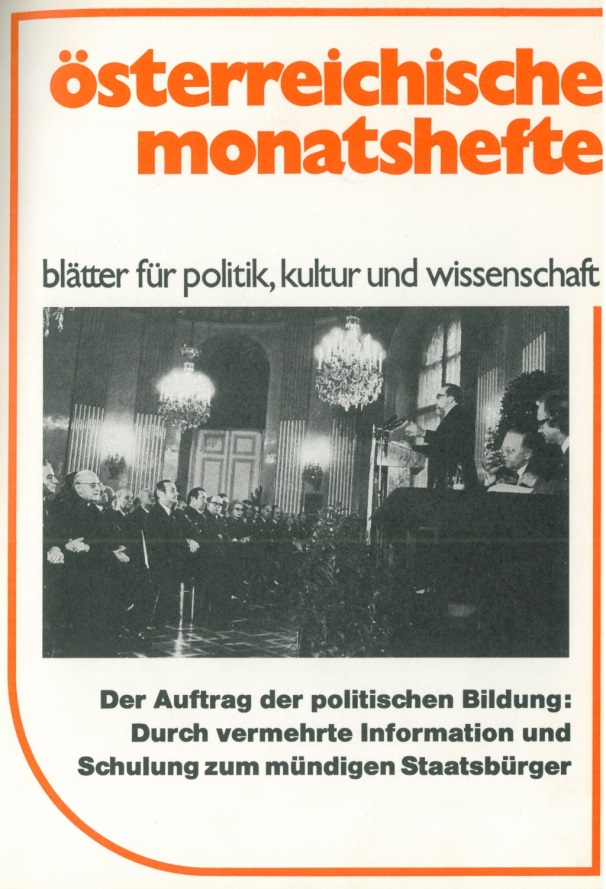 österreichische
monatshefte
blätter für politik, kultur und wissenschaft
Der Auftrag der politischen Bildung:
Durch vermehrte Information und
Schulung zum mündigen Staatsbürger